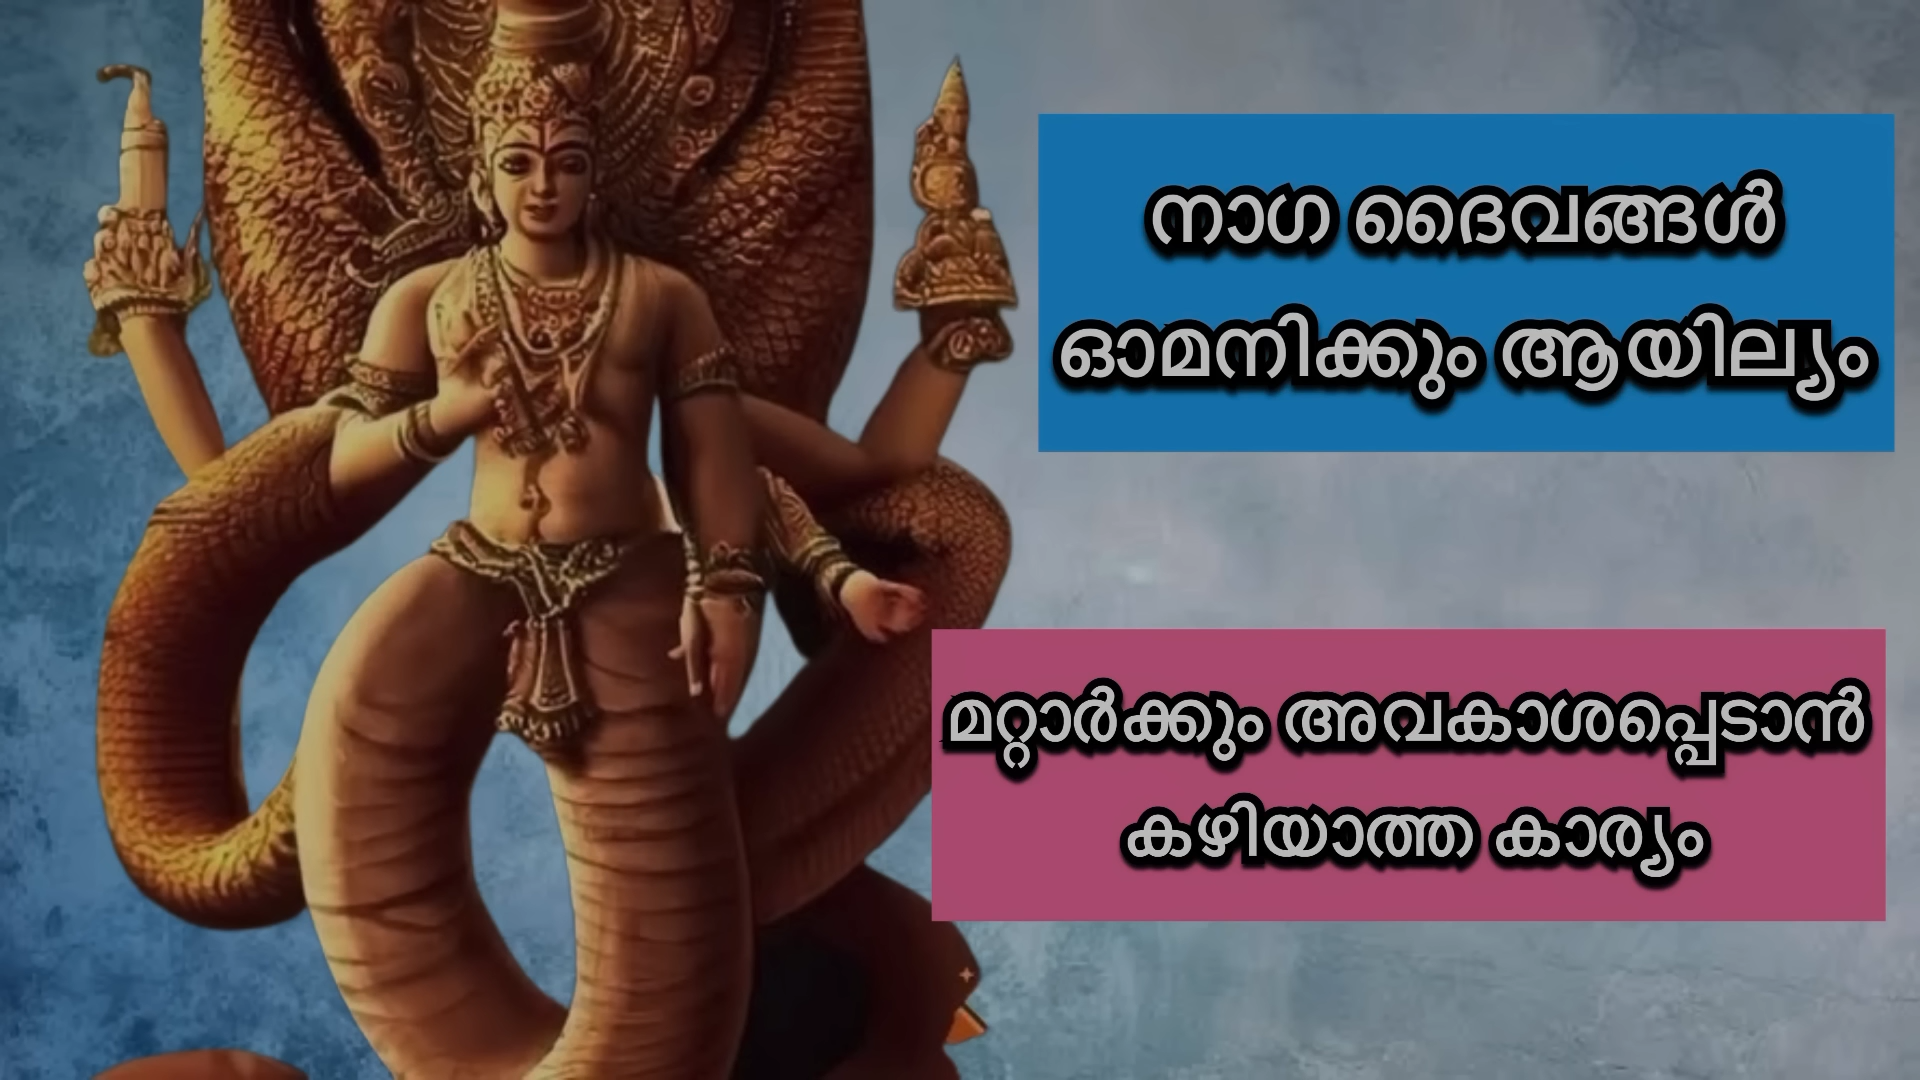 നാഗ ദൈവങ്ങൾ
ഓമനിക്കും ആയില്യം
മറ്റാർക്കും അവകാശപ്പെടാൻ
കഴിയാത്ത കാര്യം